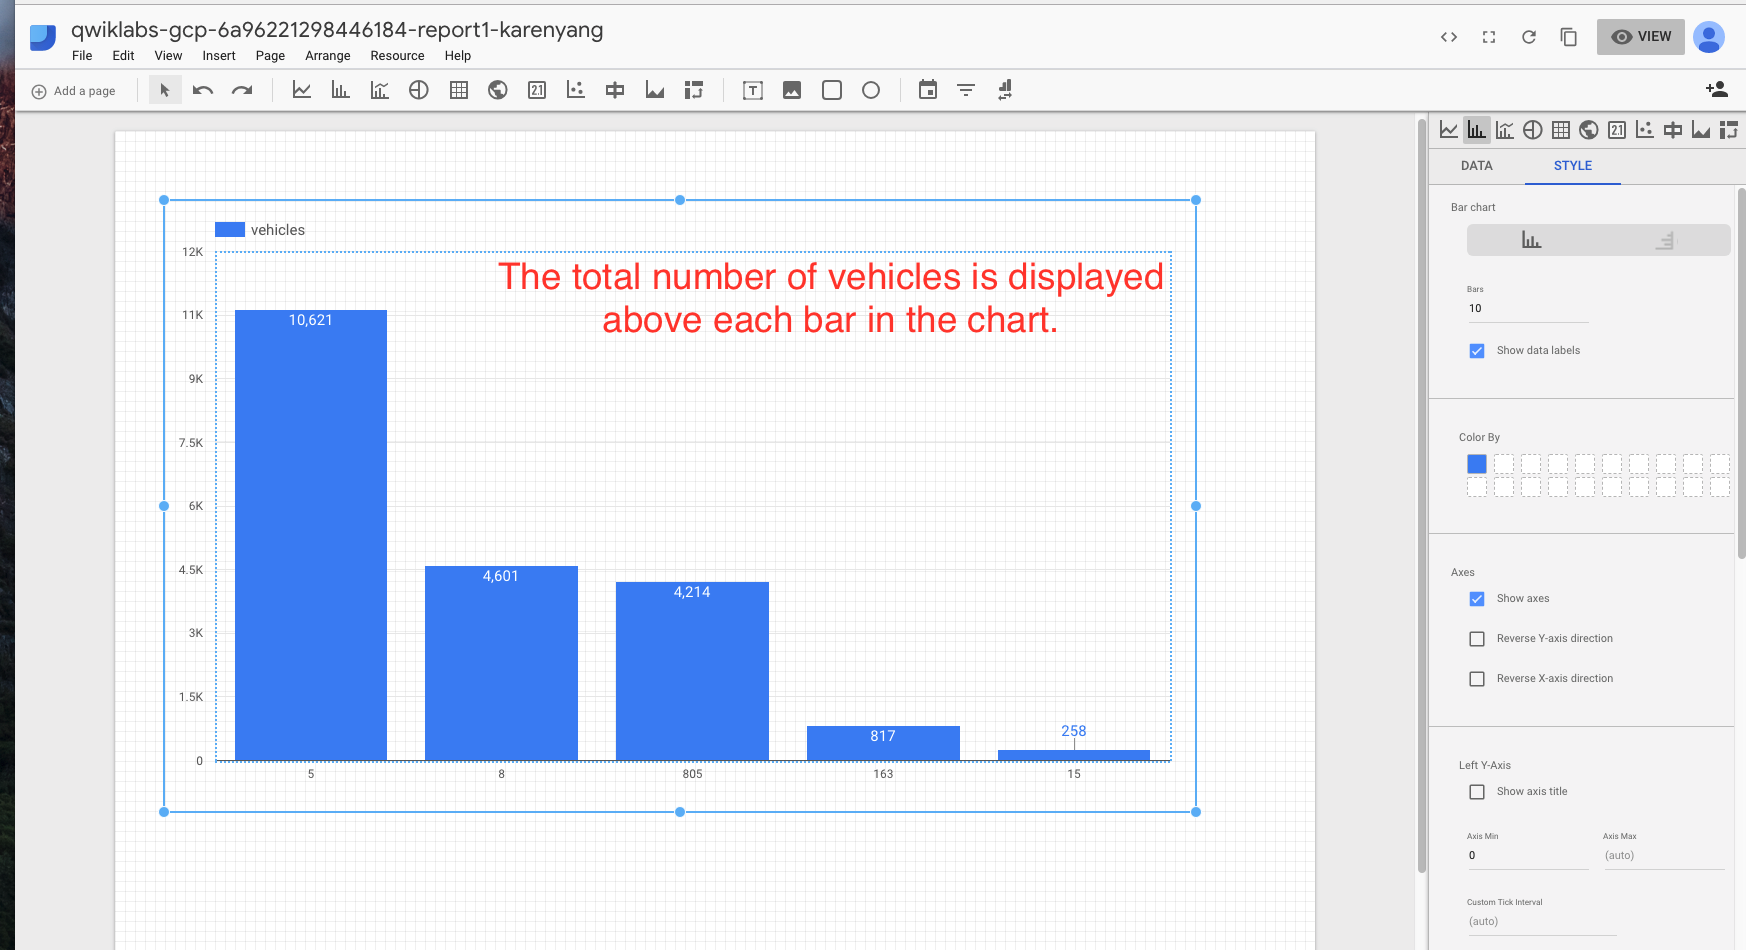 qwiklabs-gcp-6a96221298446184-report1-karenyang
File Edit View Insert Page Arrange Resource Help
VIEW
Add a page
2.1
T
2.1
DATA STYLE
Bar chart
Bars
10
Show data labels
Color By
Axes
Show axes
Reverse Y-axis direction
Reverse X-axis direction
Left Y-Axis
Show axis title
Axis Min Axis Max
0 (auto)
Custom Tick Interval
(auto)
vehicles
The total number of vehicles is displayed
above each bar in the chart.
12K
11K
9K
7.5K
6K
4.5K
3K
1.5K
0
10,621
4,601
4,214
817
258
5 8 805 163 15